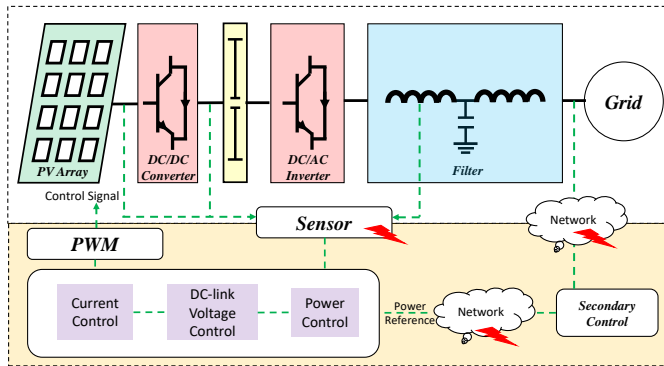 PV Array
DC/DC
Converter
DC/AC
Inverter
Filter
Grid
Control Signal
PWM
Sensor
Network
Current
Control
DC-link
Voltage
Control
Power
Control
Power
Reference
Network
Secondary
Control